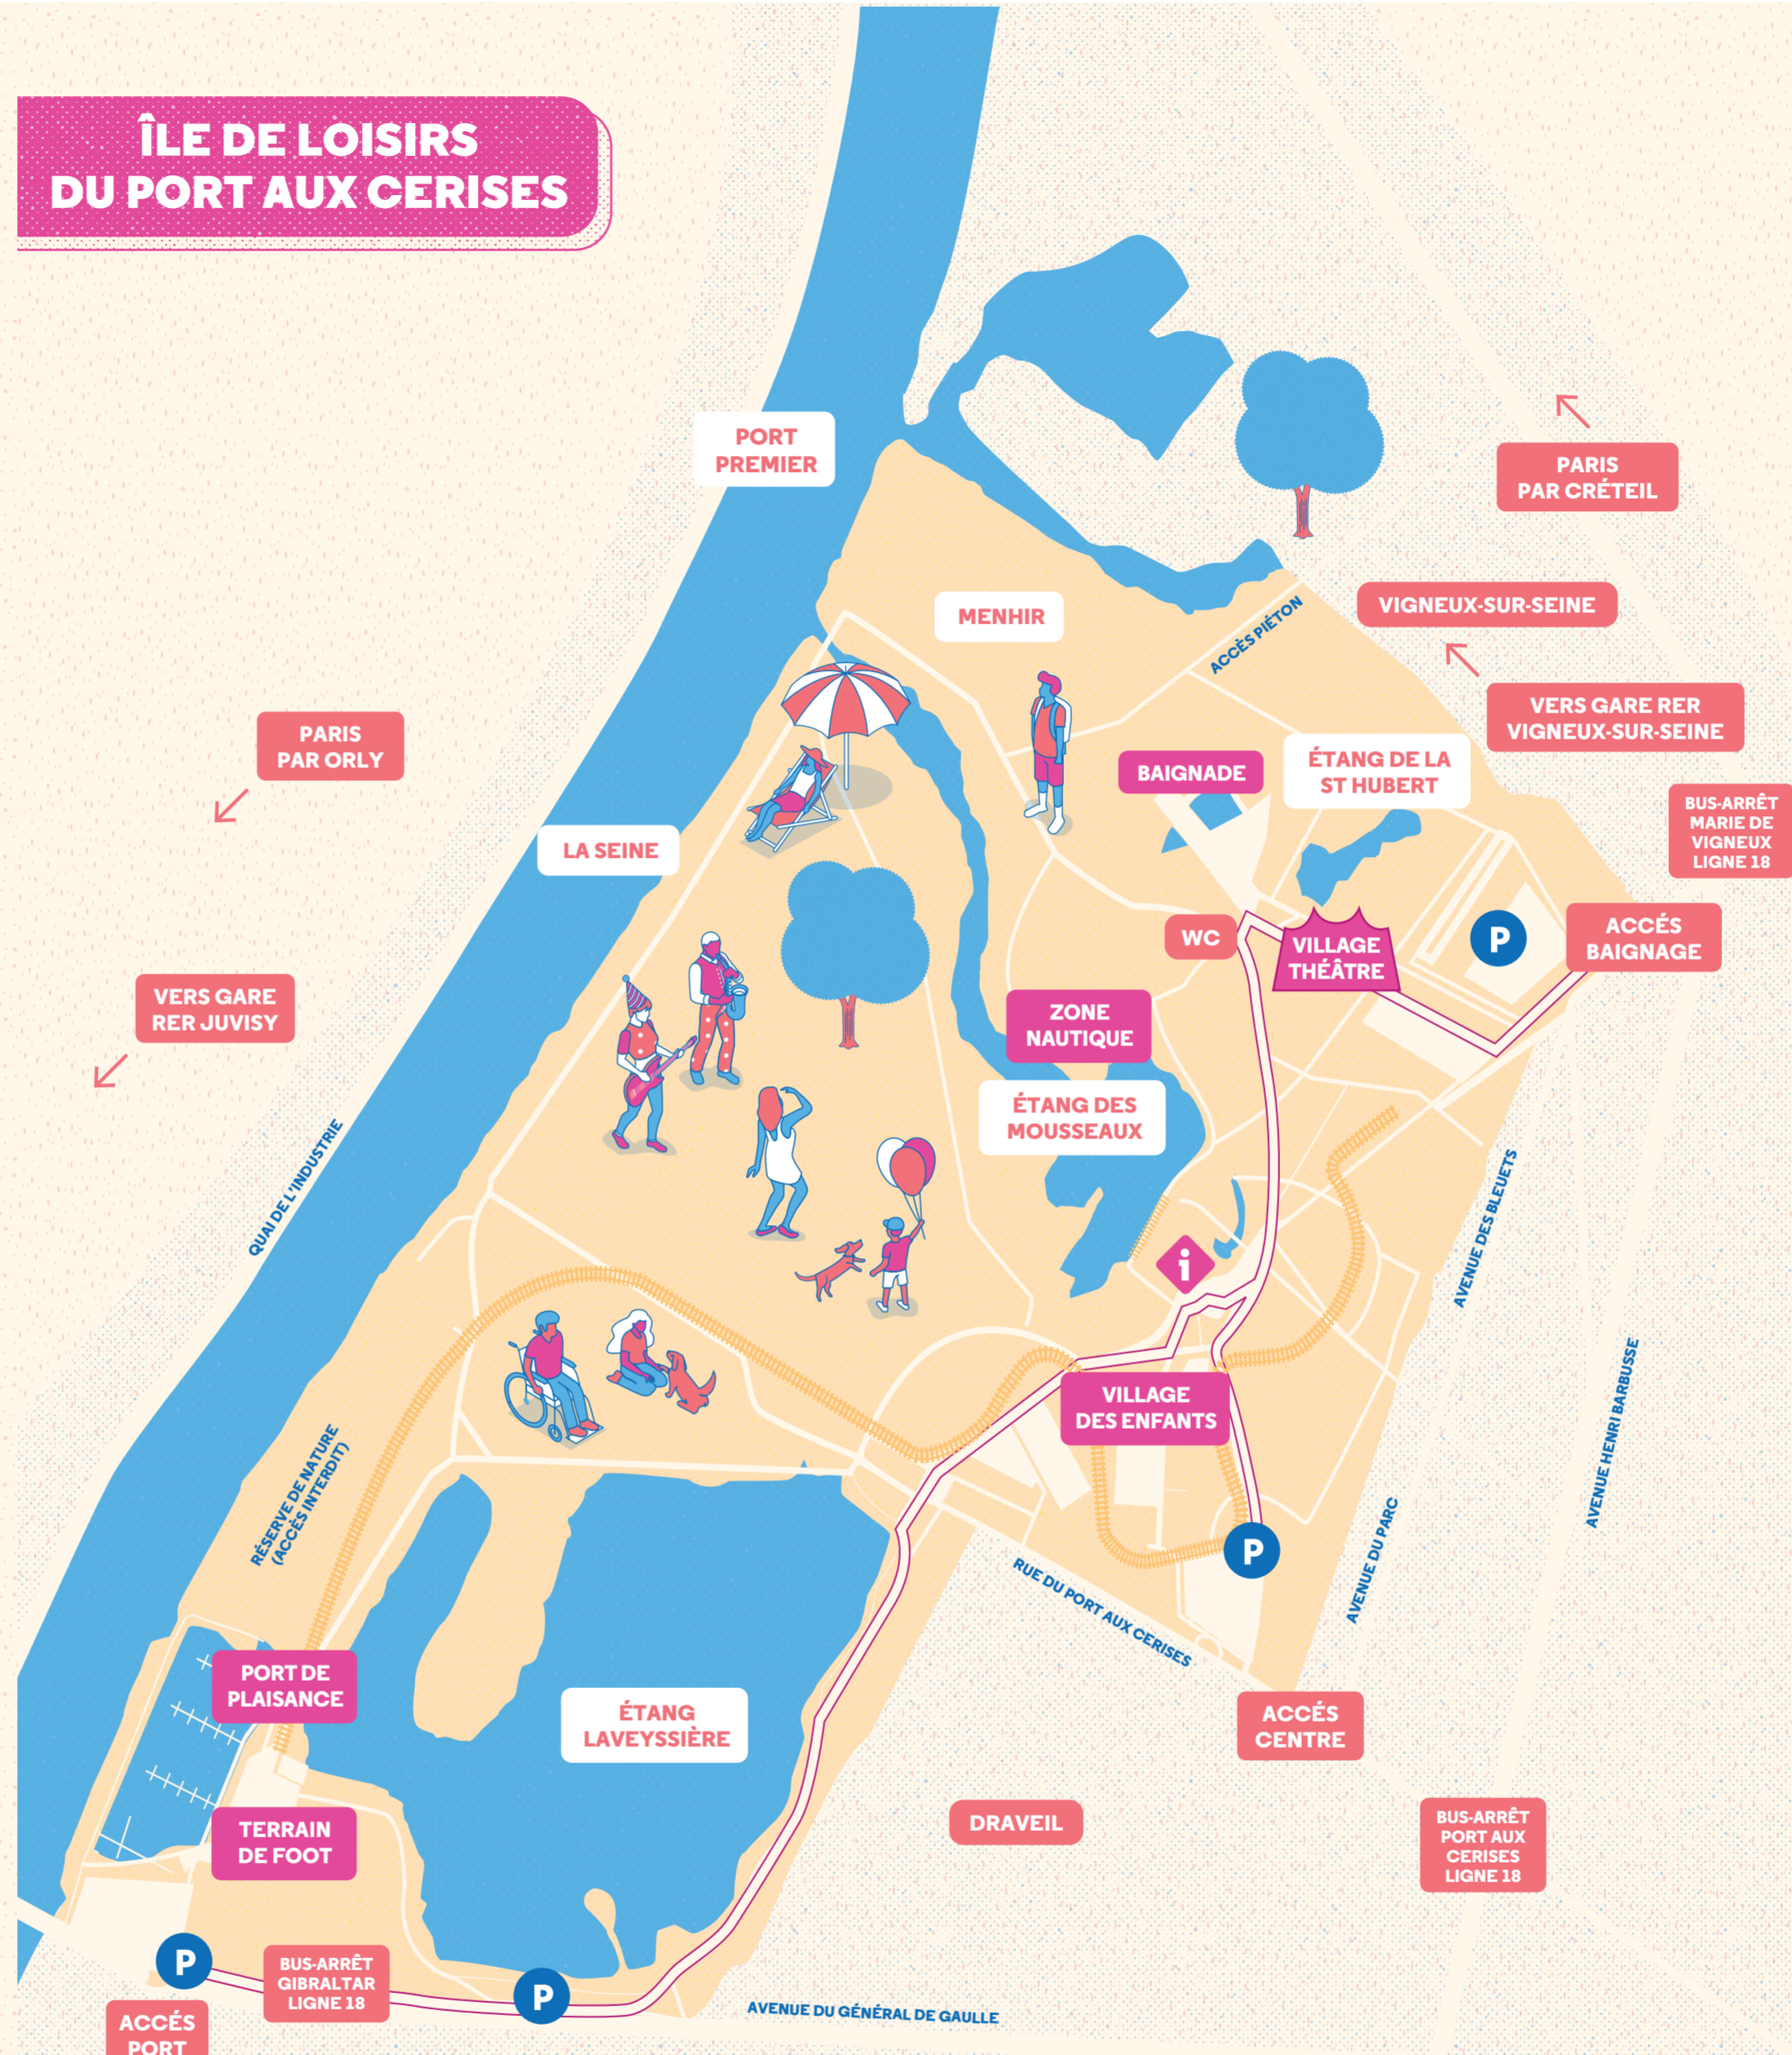 ÎLE DE LOISIRS
DU PORT AUX CERISES
PORT
PREMIER
PARIS
PAR CRÉTEIL
MENHIR
ACCÈS PIÉTON
VIGNEUX-SUR-SEINE
VERS GARE RER
VIGNEUX-SUR-SEINE
PARIS
PAR ORLY
BAIGNADE
ÉTANG DE LA
ST HUBERT
BUS-ARRÊT
MARIE DE
VIGNEUX
LIGNE 18
LA SEINE
WC
VILLAGE
THÉÂTRE
P
ACCÉS
BAIGNAGE
VERS GARE
RER JUVISY
ZONE
NAUTIQUE
ÉTANG DES
MOUSSEAUX
QUAI DE L'INDUSTRIE
AVENUE DES BLEUETS
i
AVENUE HENRI BARBUSSE
VILLAGE
DES ENFANTS
RÉSERVE DE NATURE
(ACCÈS INTERDIT)
P
AVENUE DU PARC
RUE DU PORT AUX CERISES
PORT DE
PLAISANCE
ÉTANG
LAVEYSSIÈRE
ACCÉS
CENTRE
TERRAIN
DE FOOT
DRAVEIL
BUS-ARRÊT
PORT AUX
CERISES
LIGNE 18
P
BUS-ARRÊT
GIBRALTAR
LIGNE 18
P
AVENUE DU GÉNÉRAL DE GAULLE
ACCÉS
PORT